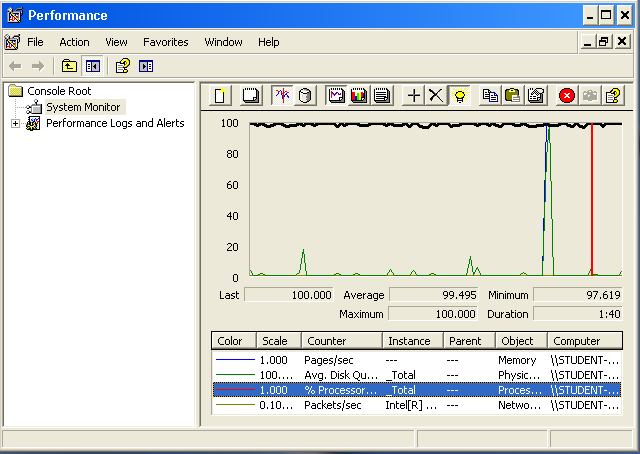 Performance
File Action View Favorites Window Help
Console Root
System Monitor
Performance Logs and Alerts
100
80
60
40
20
0
Last 100.000 Average 99.495 Minimum 97.619
Maximum 100.000 Duration 1:40
Color Scale Counter Instance Parent Object Computer
1.000 Pages/sec --- --- Memory \\STUDENT-...
100.... Avg. Disk Qu... _Total --- Physic... \\STUDENT-...
1.000 % Processor... _Total --- Proces... \\STUDENT-...
0.10... Packets/sec Intel[R] ... --- Netwo... \\STUDENT-...